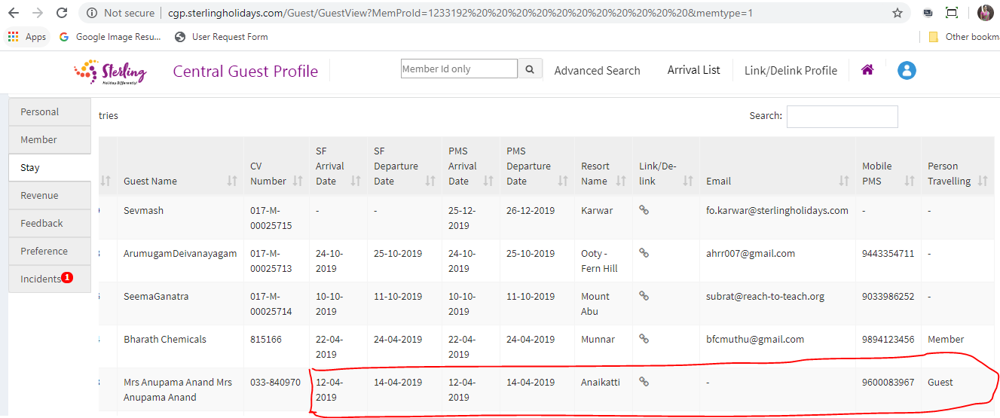 Not secure | cgp.sterlingholidays.com/Guest/GuestView?MemProId=1233192%20%20%20%20%20%20%20%20%20%20&memtype=1
Apps Google Image Resu... User Request Form Other bookm
Sterling
Holiday Differently!
Central Guest Profile
Member Id only
Advanced Search Arrival List Link/Delink Profile
Personal
Member
Stay
Revenue
Feedback
Preference
Incidents 1
tries
Search:
Guest Name
CV
Number
SF
Arrival
Date
SF
Departure
Date
PMS
Arrival
Date
PMS
Departure
Date
Resort
Name
Link/De-
link
Email
Mobile
PMS
Person
Travelling
Sevmash 017-M- - - 25-12- 26-12-2019 Karwar fo.karwar@sterlingholidays.com - -
00025715 2019
ArumugamDeivanayagam 017-M- 24-10- 25-10-2019 24-10- 25-10-2019 Ooty - ahrr007@gmail.com 9443354711 -
00025713 2019 2019 Fern Hill
SeemaGanatra 017-M- 10-10- 11-10-2019 10-10- 11-10-2019 Mount subrat@reach-to-teach.org 9033986252 -
00025714 2019 2019 Abu
Bharath Chemicals 815166 22-04- 24-04-2019 22-04- 24-04-2019 Munnar bfcmuthu@gmail.com 9894123456 Member
2019 2019
Mrs Anupama Anand Mrs 033-840970 12-04- 14-04-2019 12-04- 14-04-2019 Anaikatti - 9600083967 Guest
Anupama Anand 2019 2019